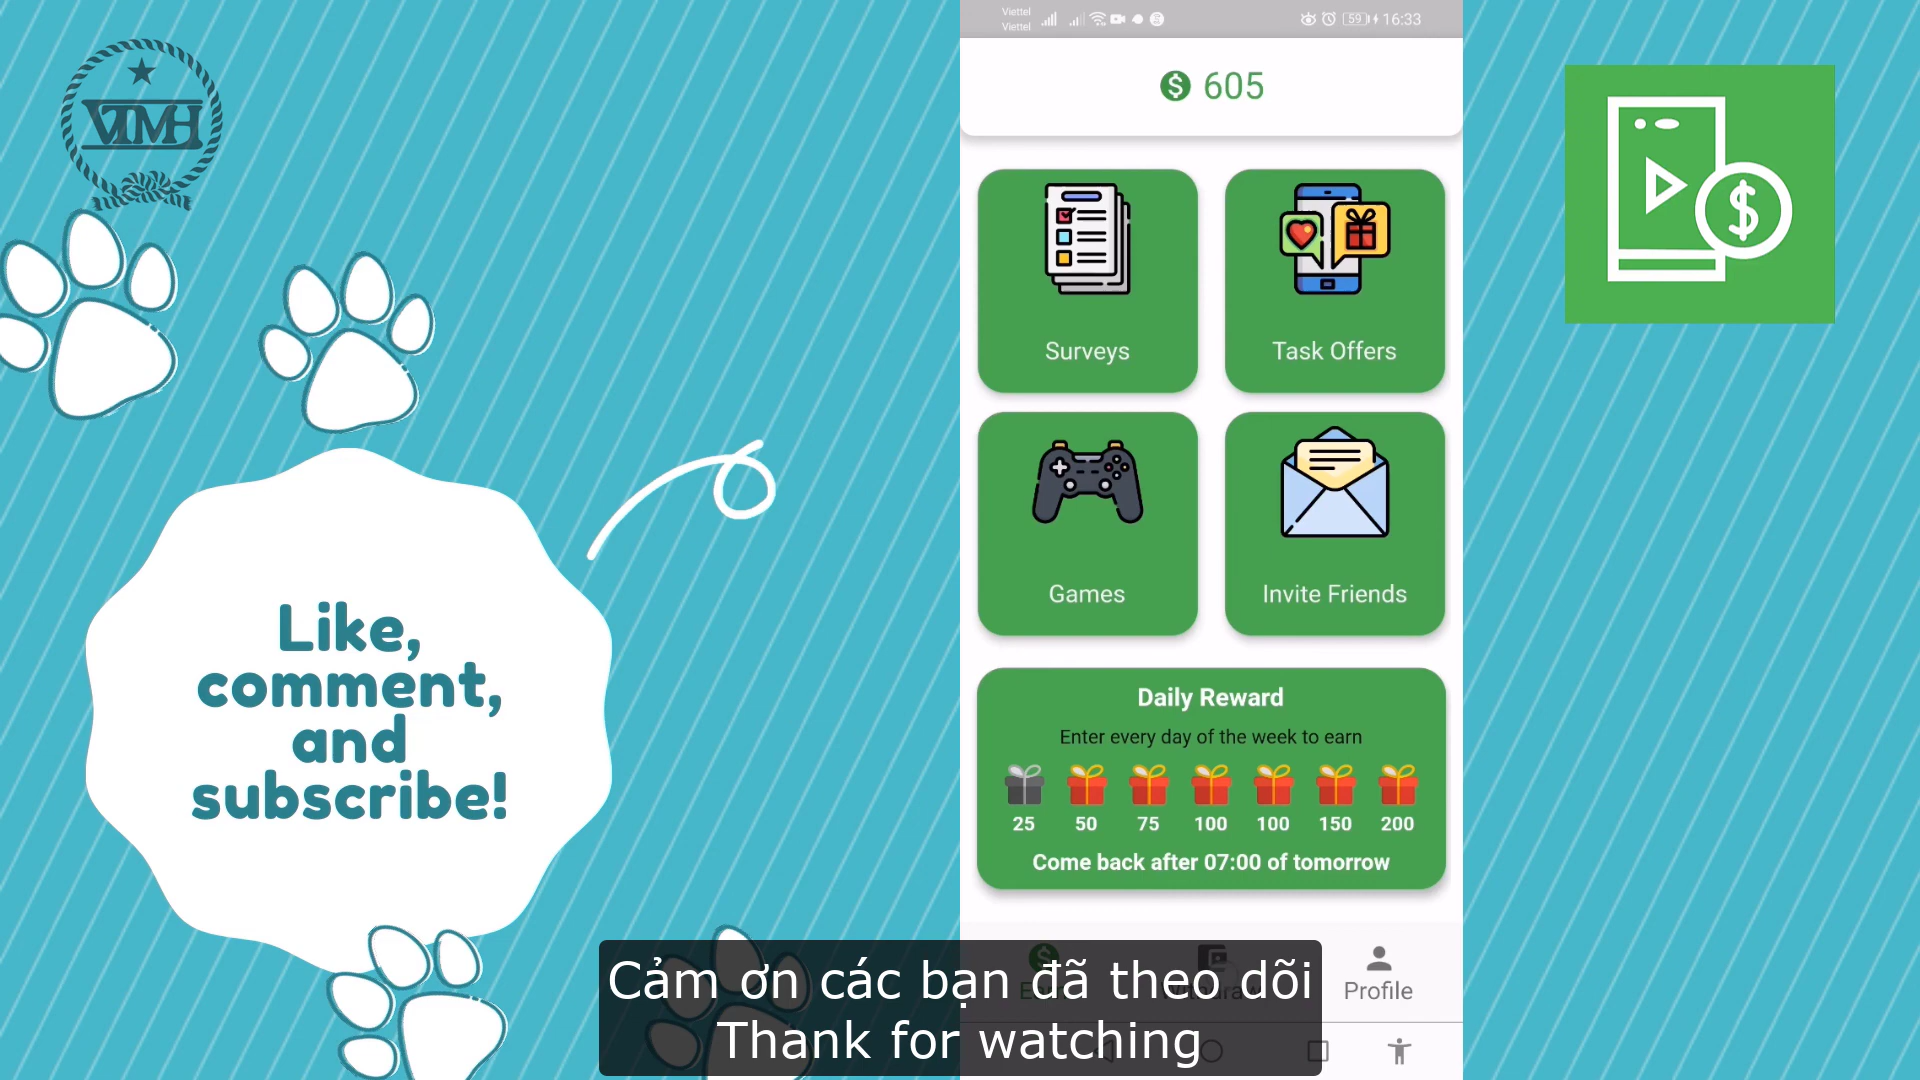 VTMH
Like,
comment,
and
subscribe!
Viettel
Viettel
59
16:33
605
Surveys
Task Offers
Games
Invite Friends
Daily Reward
Enter every day of the week to earn
25 50 75 100 100 150 200
Come back after 07:00 of tomorrow
Profile
Cảm ơn các bạn đã theo dõi
Thank for watching